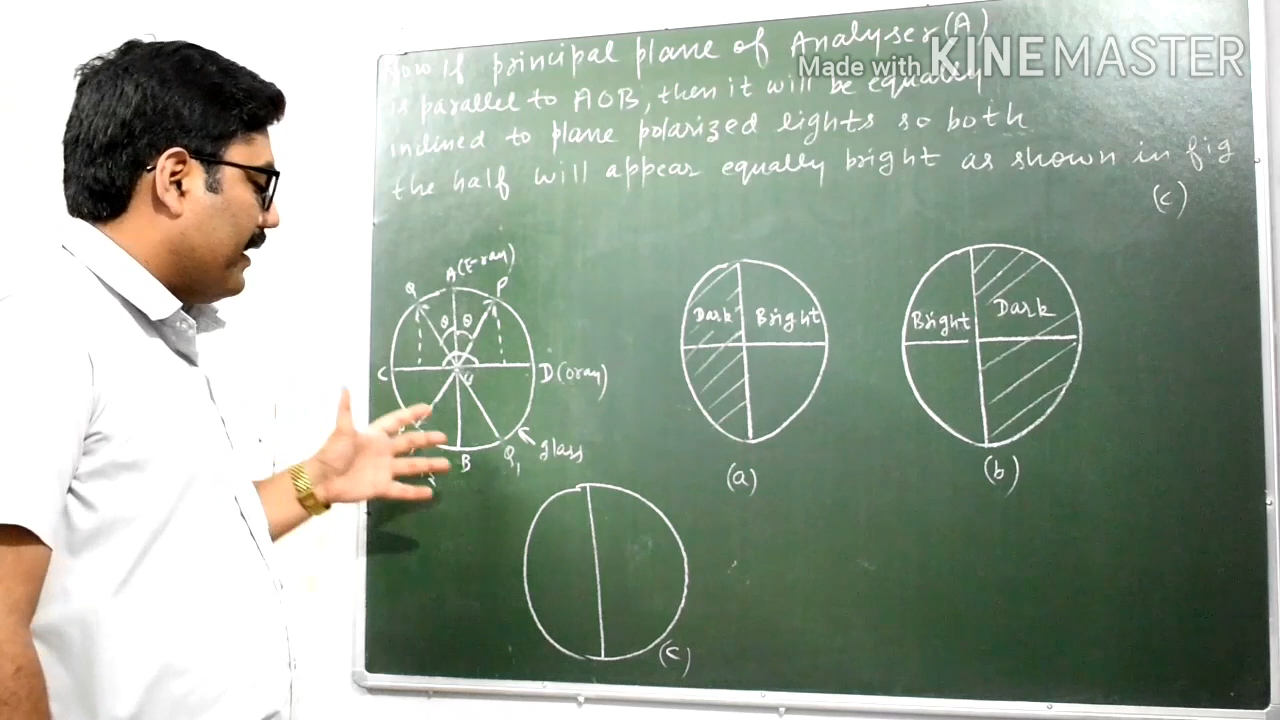 Now if principal plane of Analyser (A)
is parallel to AOB, then it will be equally
inclined to plane polarized lights so both
the half will appear equally bright as shown in fig
(c)
Made with KINEMASTER
A (E-ray)
Q
P
θ θ
C
D (O ray)
B
Q1
glass
Dark
Bright
(a)
Bright
Dark
(b)
(c)